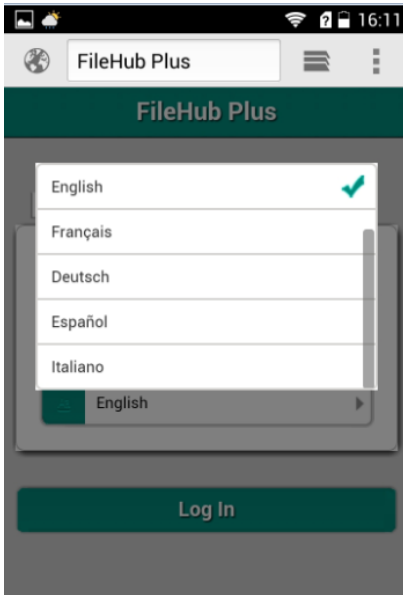 16:11
FileHub Plus
FileHub Plus
English
Français
Deutsch
Español
Italiano
English
Log In